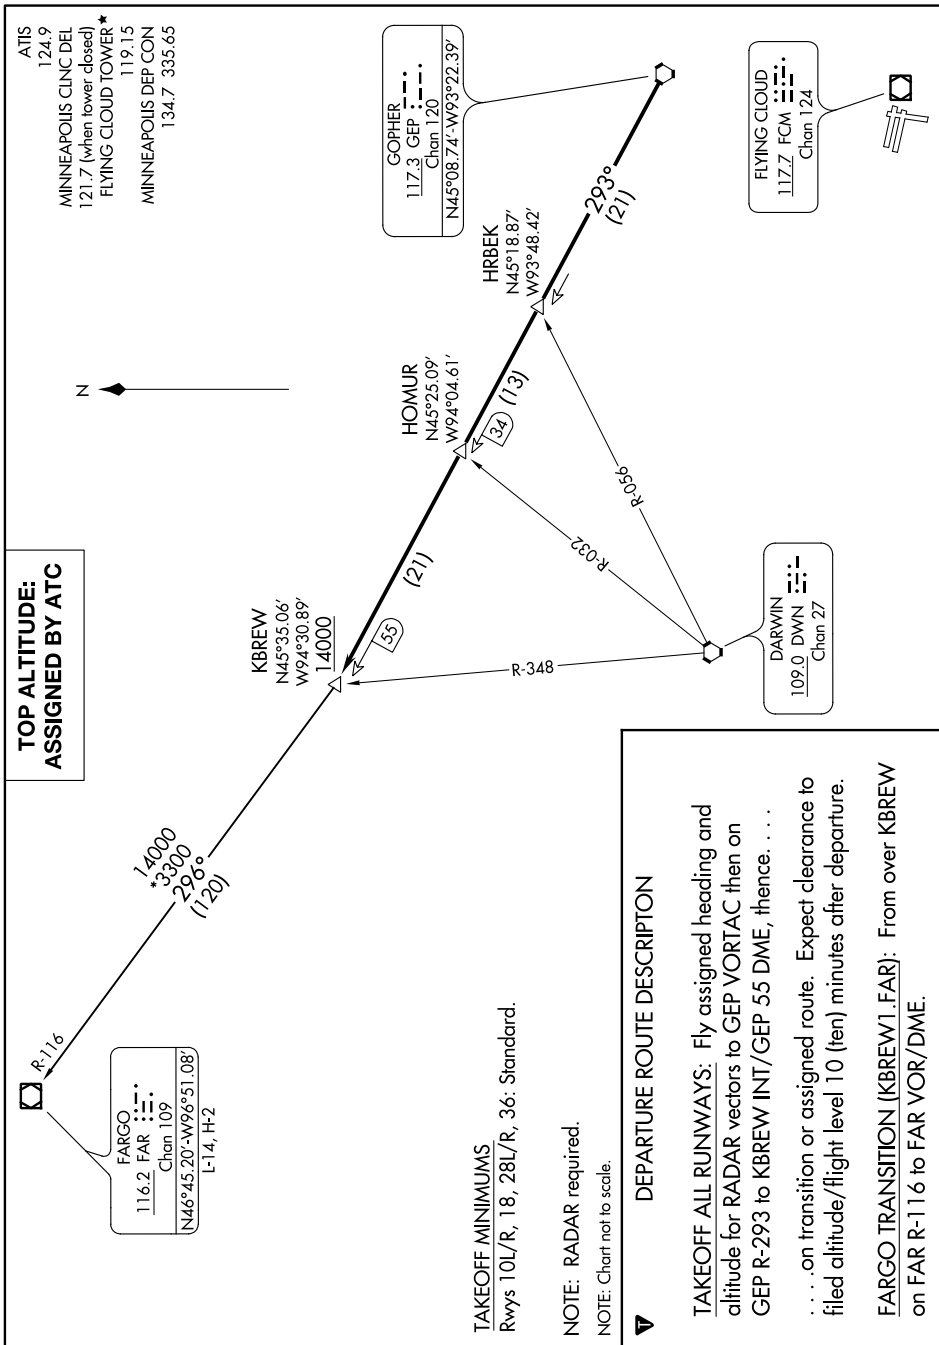 TOP ALTITUDE:
ASSIGNED BY ATC
ATIS
124.9
MINNEAPOLIS CLNC DEL
121.7 (when tower closed)
FLYING CLOUD TOWER★
119.15
MINNEAPOLIS DEP CON
134.7 335.65
N
R-116
FARGO
116.2 FAR
Chan 109
N46°45.20'-W96°51.08'
L-14, H-2
14000
*3300
296°
(120)
KBREW
N45°35.06'
W94°30.89'
14000
55
(21)
HOMUR
N45°25.09'
W94°04.61'
34
(13)
HRBEK
N45°18.87'
W93°48.42'
293°
(21)
GOPHER
117.3 GEP
Chan 120
N45°08.74'-W93°22.39'
R-348
R-032
R-056
DARWIN
109.0 DWN
Chan 27
FLYING CLOUD
117.7 FCM
Chan 124
TAKEOFF MINIMUMS
Rwys 10L/R, 18, 28L/R, 36: Standard.
NOTE: RADAR required.
NOTE: Chart not to scale.
T
DEPARTURE ROUTE DESCRIPTON
TAKEOFF ALL RUNWAYS: Fly assigned heading and
altitude for RADAR vectors to GEP VORTAC then on
GEP R-293 to KBREW INT/GEP 55 DME, thence. . . .
. . . .on transition or assigned route. Expect clearance to
filed altitude/flight level 10 (ten) minutes after departure.
FARGO TRANSITION (KBREW1.FAR): From over KBREW
on FAR R-116 to FAR VOR/DME.